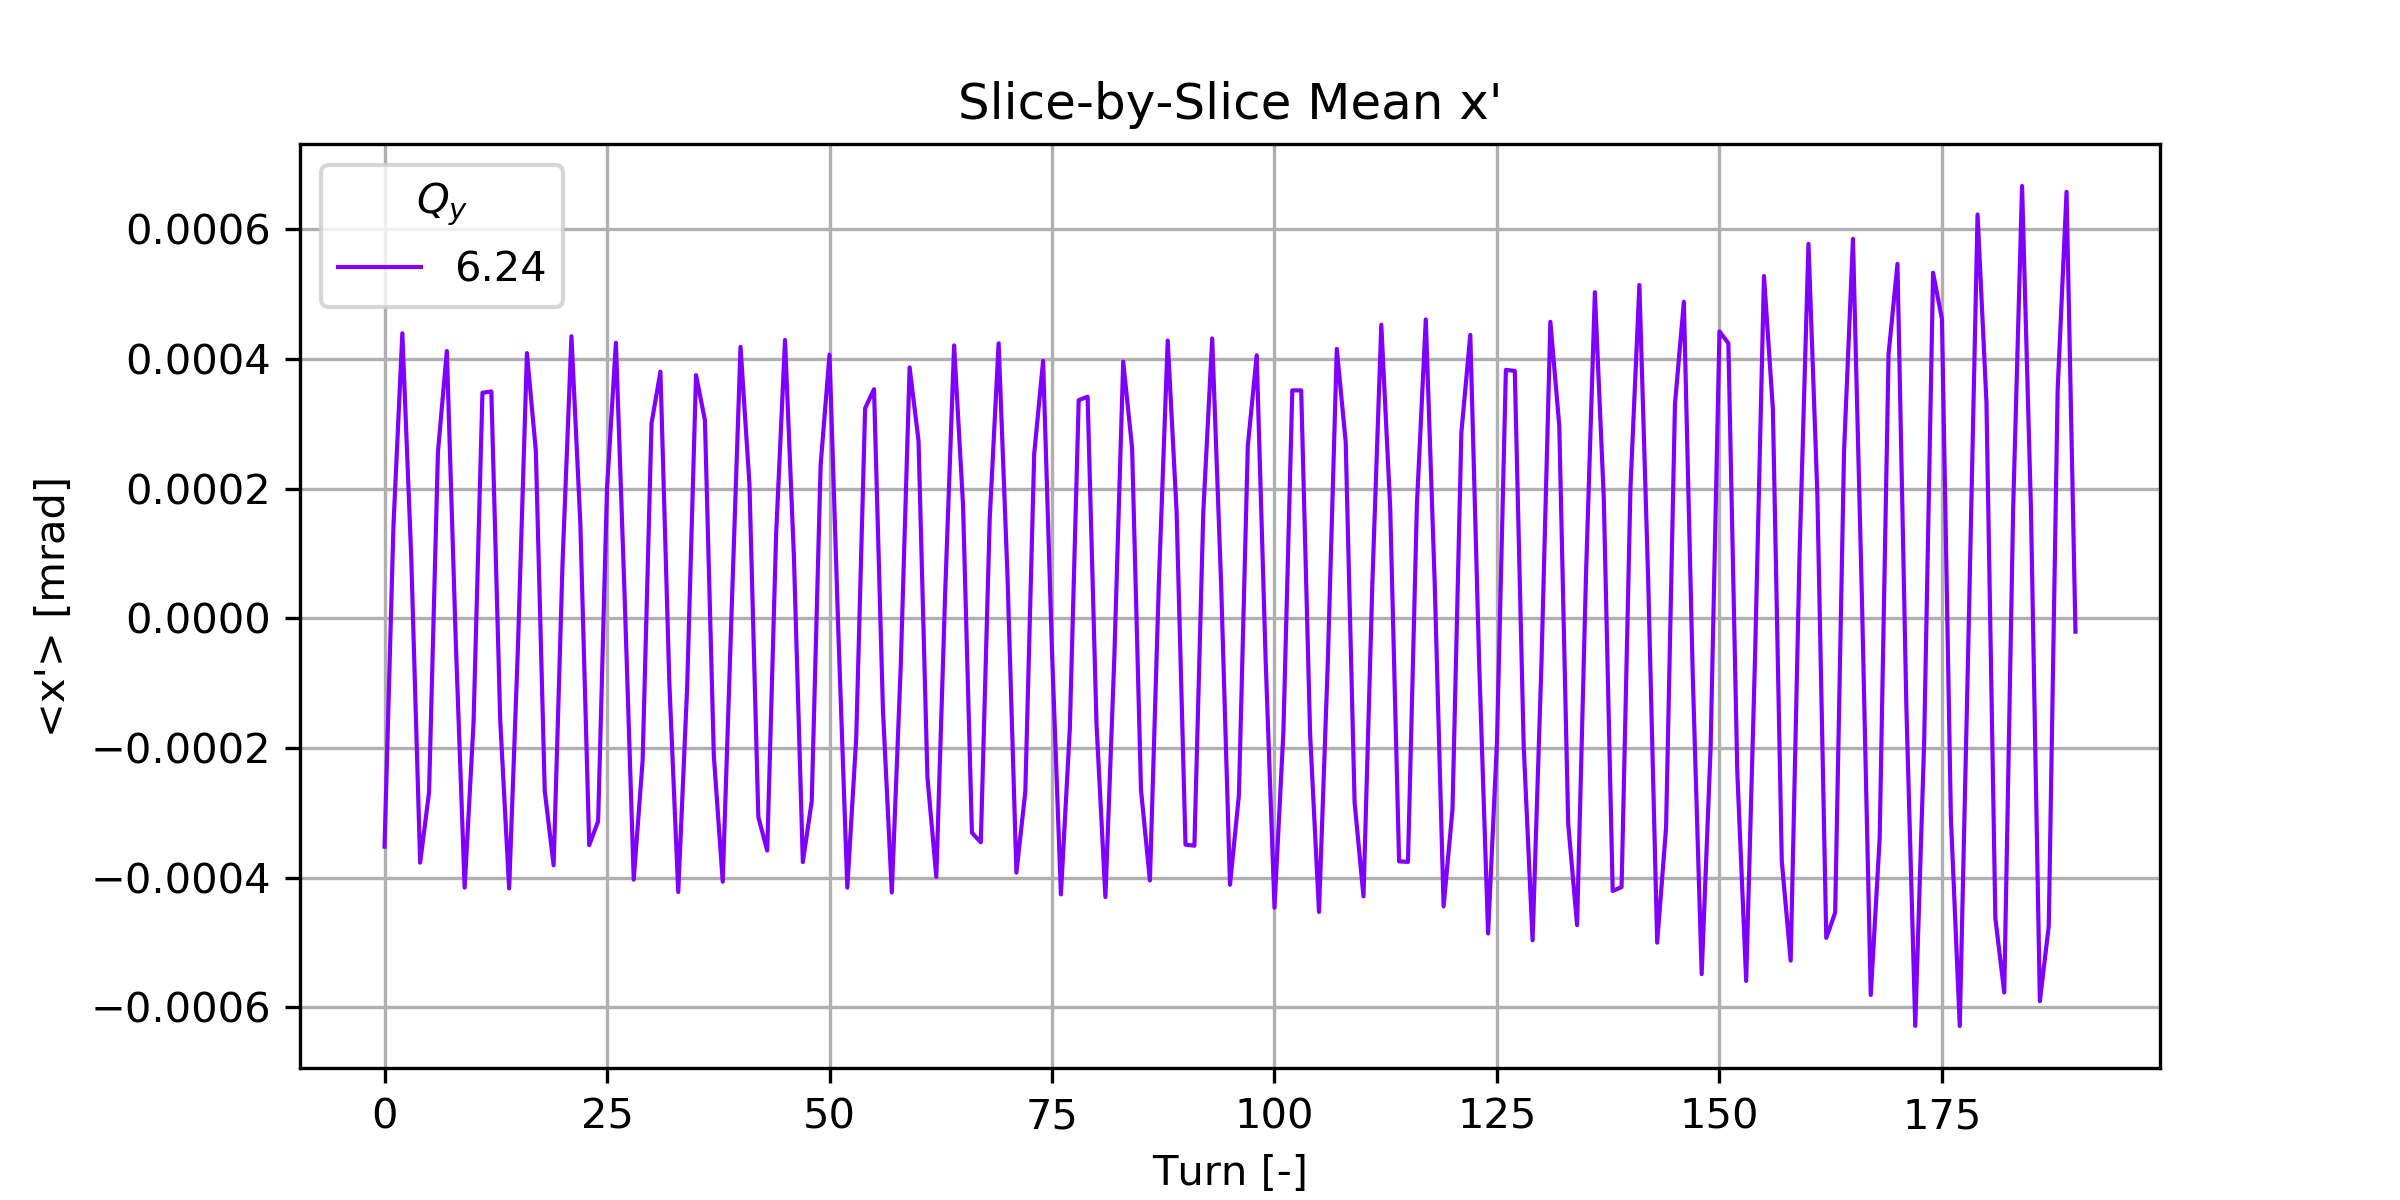 Slice-by-Slice Mean x'
Q_y
6.24
<x'> [mrad]
0.0006
0.0004
0.0002
0.0000
−0.0002
−0.0004
−0.0006
0 25 50 75 100 125 150 175
Turn [-]